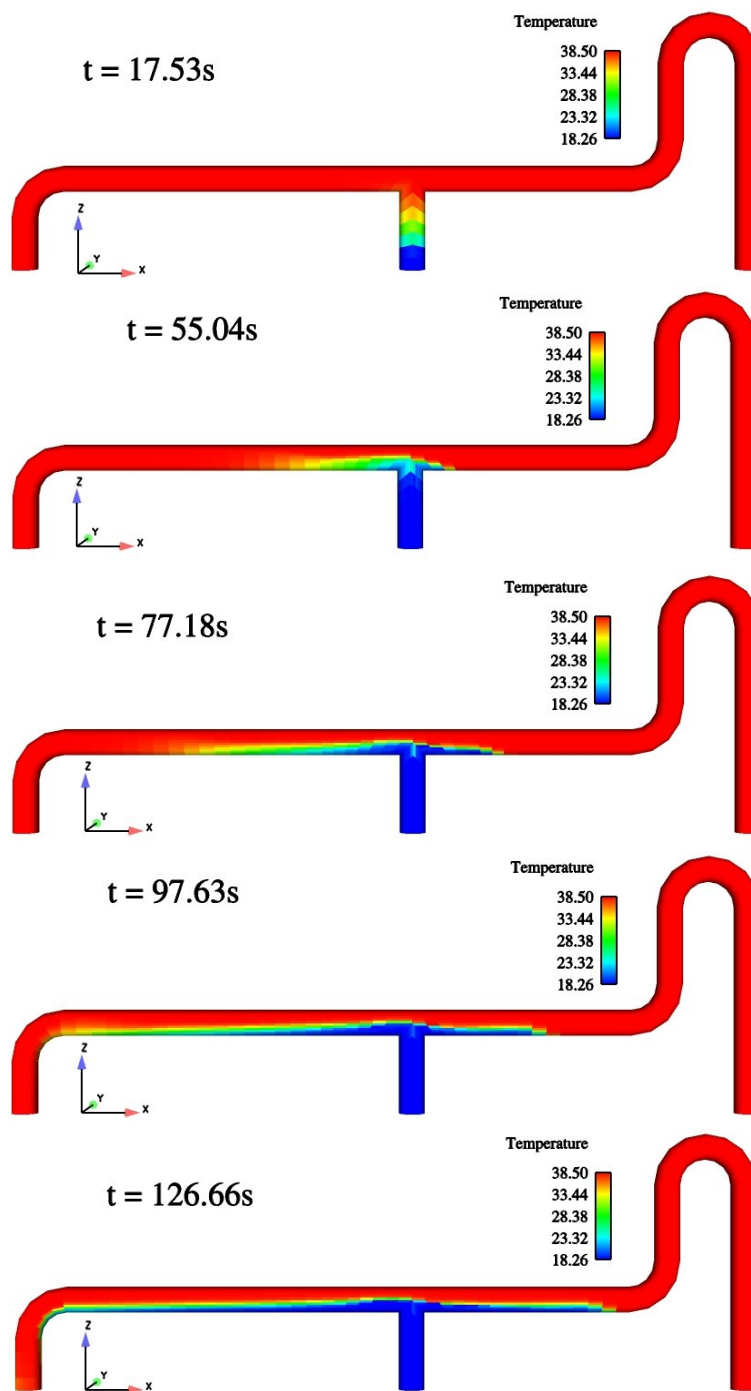 Temperature
t = 17.53s
38.50
33.44
28.38
23.32
18.26
Z
Y
X
Temperature
t = 55.04s
38.50
33.44
28.38
23.32
18.26
Z
Y
X
Temperature
t = 77.18s
38.50
33.44
28.38
23.32
18.26
Z
Y
X
Temperature
t = 97.63s
38.50
33.44
28.38
23.32
18.26
Z
Y
X
Temperature
t = 126.66s
38.50
33.44
28.38
23.32
18.26
Z
Y
X